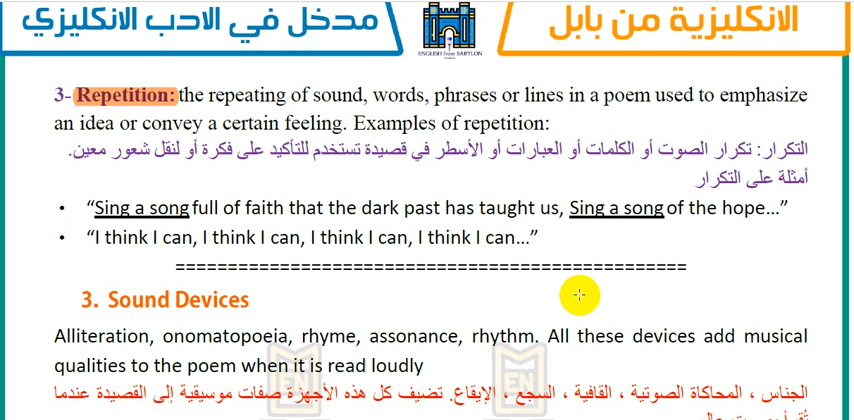 مدخل في الادب الانكليزي
الانكليزية من بابل
ENGLISH from BABYLON
3- Repetition: the repeating of sound, words, phrases or lines in a poem used to emphasize
an idea or convey a certain feeling. Examples of repetition:
التكرار: تكرار الصوت أو الكلمات أو العبارات أو الأسطر في قصيدة تستخدم للتأكيد على فكرة أو لنقل شعور معين.
أمثلة على التكرار
• “Sing a song full of faith that the dark past has taught us, Sing a song of the hope...”
• “I think I can, I think I can, I think I can, I think I can...”
================================================
3. Sound Devices
Alliteration, onomatopoeia, rhyme, assonance, rhythm. All these devices add musical
qualities to the poem when it is read loudly
الجناس ، المحاكاة الصوتية ، القافية ، السجع ، الإيقاع. تضيف كل هذه الأجهزة صفات موسيقية إلى القصيدة عندما